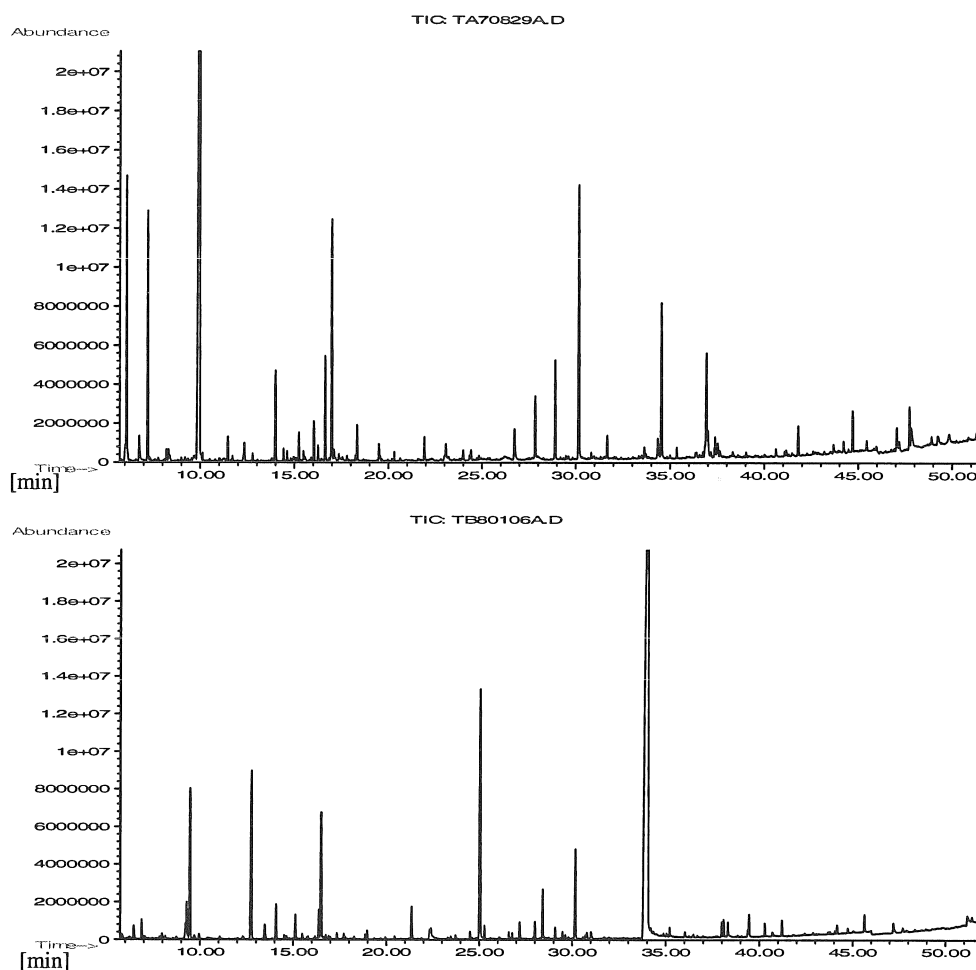 TIC: TA70829A.D
Abundance
2e+07
1.8e+07
1.6e+07
1.4e+07
1.2e+07
1e+07
8000000
6000000
4000000
2000000
0
Time-->
10.00 15.00 20.00 25.00 30.00 35.00 40.00 45.00 50.00
[min]
TIC: TB80106A.D
Abundance
2e+07
1.8e+07
1.6e+07
1.4e+07
1.2e+07
1e+07
8000000
6000000
4000000
2000000
0
Time-->
10.00 15.00 20.00 25.00 30.00 35.00 40.00 45.00 50.00
[min]